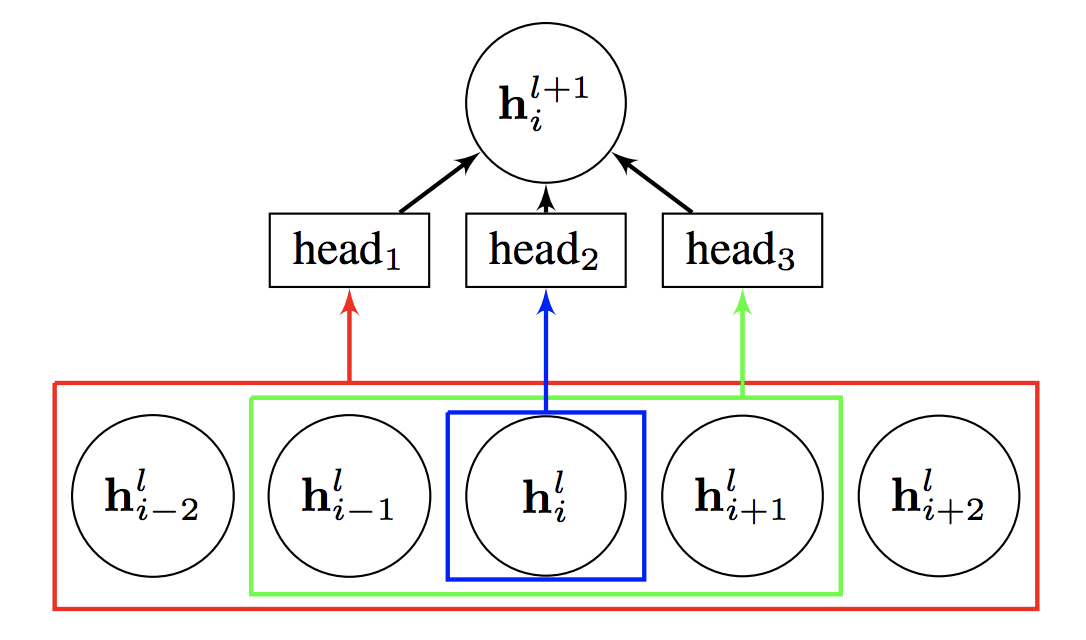 h_i^{l+1}
head_1 head_2 head_3
h_{i-2}^l h_{i-1}^l h_i^l h_{i+1}^l h_{i+2}^l